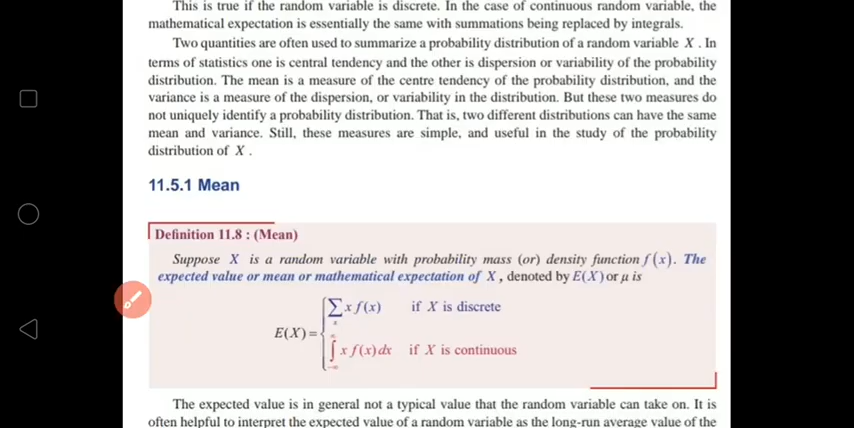 This is true if the random variable is discrete. In the case of continuous random variable, the
mathematical expectation is essentially the same with summations being replaced by integrals.
Two quantities are often used to summarize a probability distribution of a random variable X . In
terms of statistics one is central tendency and the other is dispersion or variability of the probability
distribution. The mean is a measure of the centre tendency of the probability distribution, and the
variance is a measure of the dispersion, or variability in the distribution. But these two measures do
not uniquely identify a probability distribution. That is, two different distributions can have the same
mean and variance. Still, these measures are simple, and useful in the study of the probability
distribution of X .
11.5.1 Mean
Definition 11.8 : (Mean)
Suppose X is a random variable with probability mass (or) density function f (x). The
expected value or mean or mathematical expectation of X , denoted by E(X) or μ is
E(X) = { ∑ₓ x f(x) if X is discrete
∫_{-∞}^{∞} x f(x) dx if X is continuous
The expected value is in general not a typical value that the random variable can take on. It is
often helpful to interpret the expected value of a random variable as the long-run average value of the